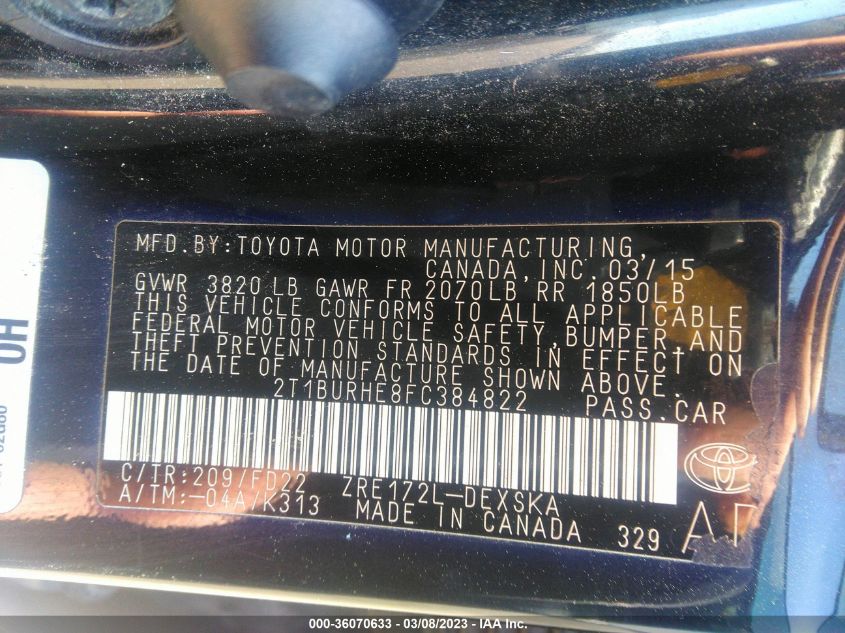 MFD.BY:TOYOTA MOTOR MANUFACTURING,
CANADA,INC.03/15
GVWR 3820LB GAWR FR 2070LB RR 1850LB
THIS VEHICLE CONFORMS TO ALL APPLICABLE
FEDERAL MOTOR VEHICLE SAFETY,BUMPER AND
THEFT PREVENTION STANDARDS IN EFFECT ON
THE DATE OF MANUFACTURE SHOWN ABOVE.
2T1BURHE8FC384822 PASS.CAR
C/TR:209/FD22 ZRE172L-DEXSKA
A/TM:-04A/K313 MADE IN CANADA 329
HO
000-36070633 — 03/08/2023 — IAA Inc.